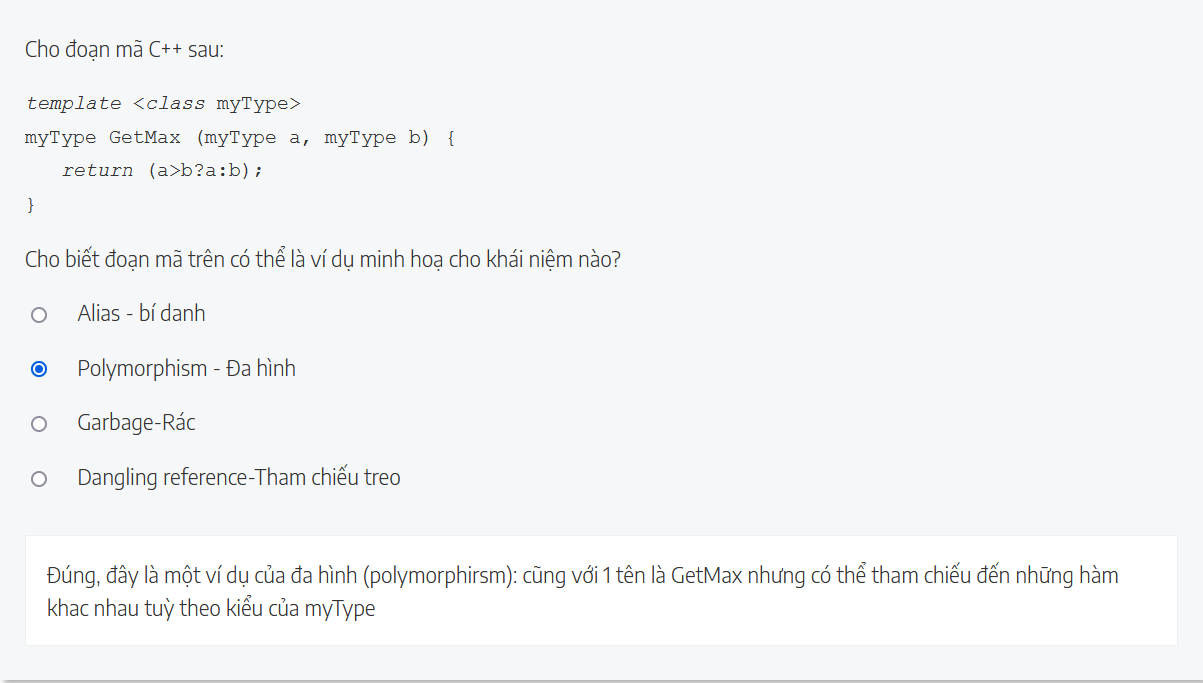 Cho đoạn mã C++ sau:
template <class myType>
myType GetMax (myType a, myType b) {
   return (a>b?a:b);
}
Cho biết đoạn mã trên có thể là ví dụ minh hoạ cho khái niệm nào?
Alias - bí danh
Polymorphism - Đa hình
Garbage-Rác
Dangling reference-Tham chiếu treo
Đúng, đây là một ví dụ của đa hình (polymorphirsm): cũng với 1 tên là GetMax nhưng có thể tham chiếu đến những hàm
khac nhau tuỳ theo kiểu của myType